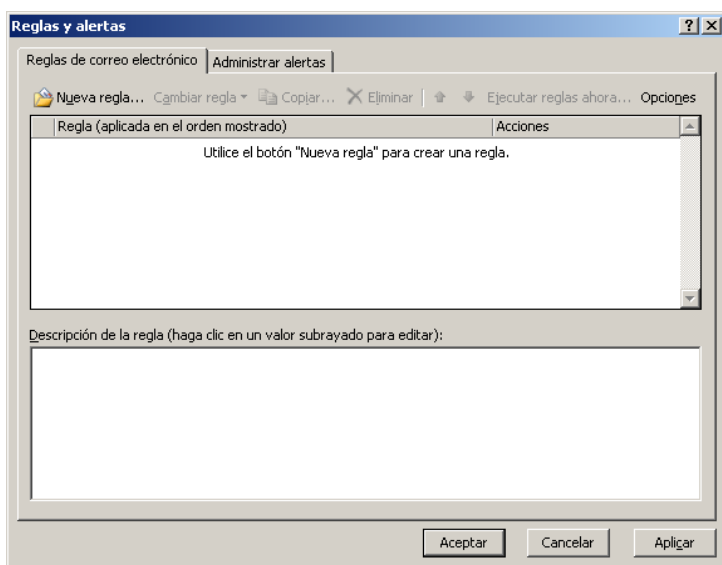 Reglas y alertas
Reglas de correo electrónico Administrar alertas
Nueva regla... Cambiar regla Copiar... Eliminar Ejecutar reglas ahora... Opciones
Regla (aplicada en el orden mostrado) Acciones
Utilice el botón "Nueva regla" para crear una regla.
Descripción de la regla (haga clic en un valor subrayado para editar):
Aceptar Cancelar Aplicar